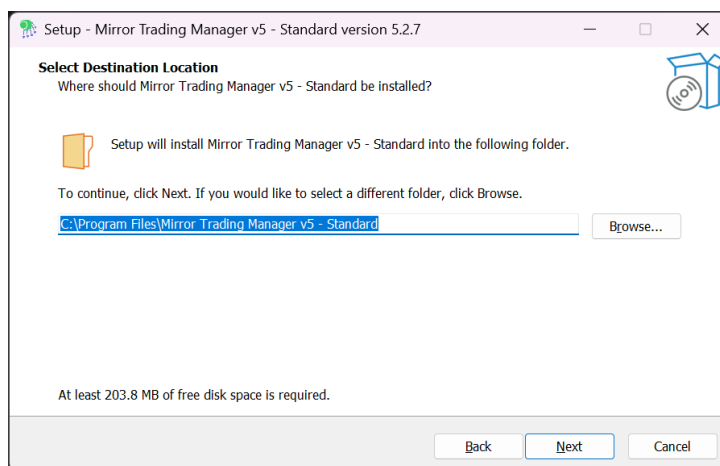 Setup - Mirror Trading Manager v5 - Standard version 5.2.7
Select Destination Location
Where should Mirror Trading Manager v5 - Standard be installed?
Setup will install Mirror Trading Manager v5 - Standard into the following folder.
To continue, click Next. If you would like to select a different folder, click Browse.
C:\Program Files\Mirror Trading Manager v5 - Standard
Browse...
At least 203.8 MB of free disk space is required.
Back
Next
Cancel